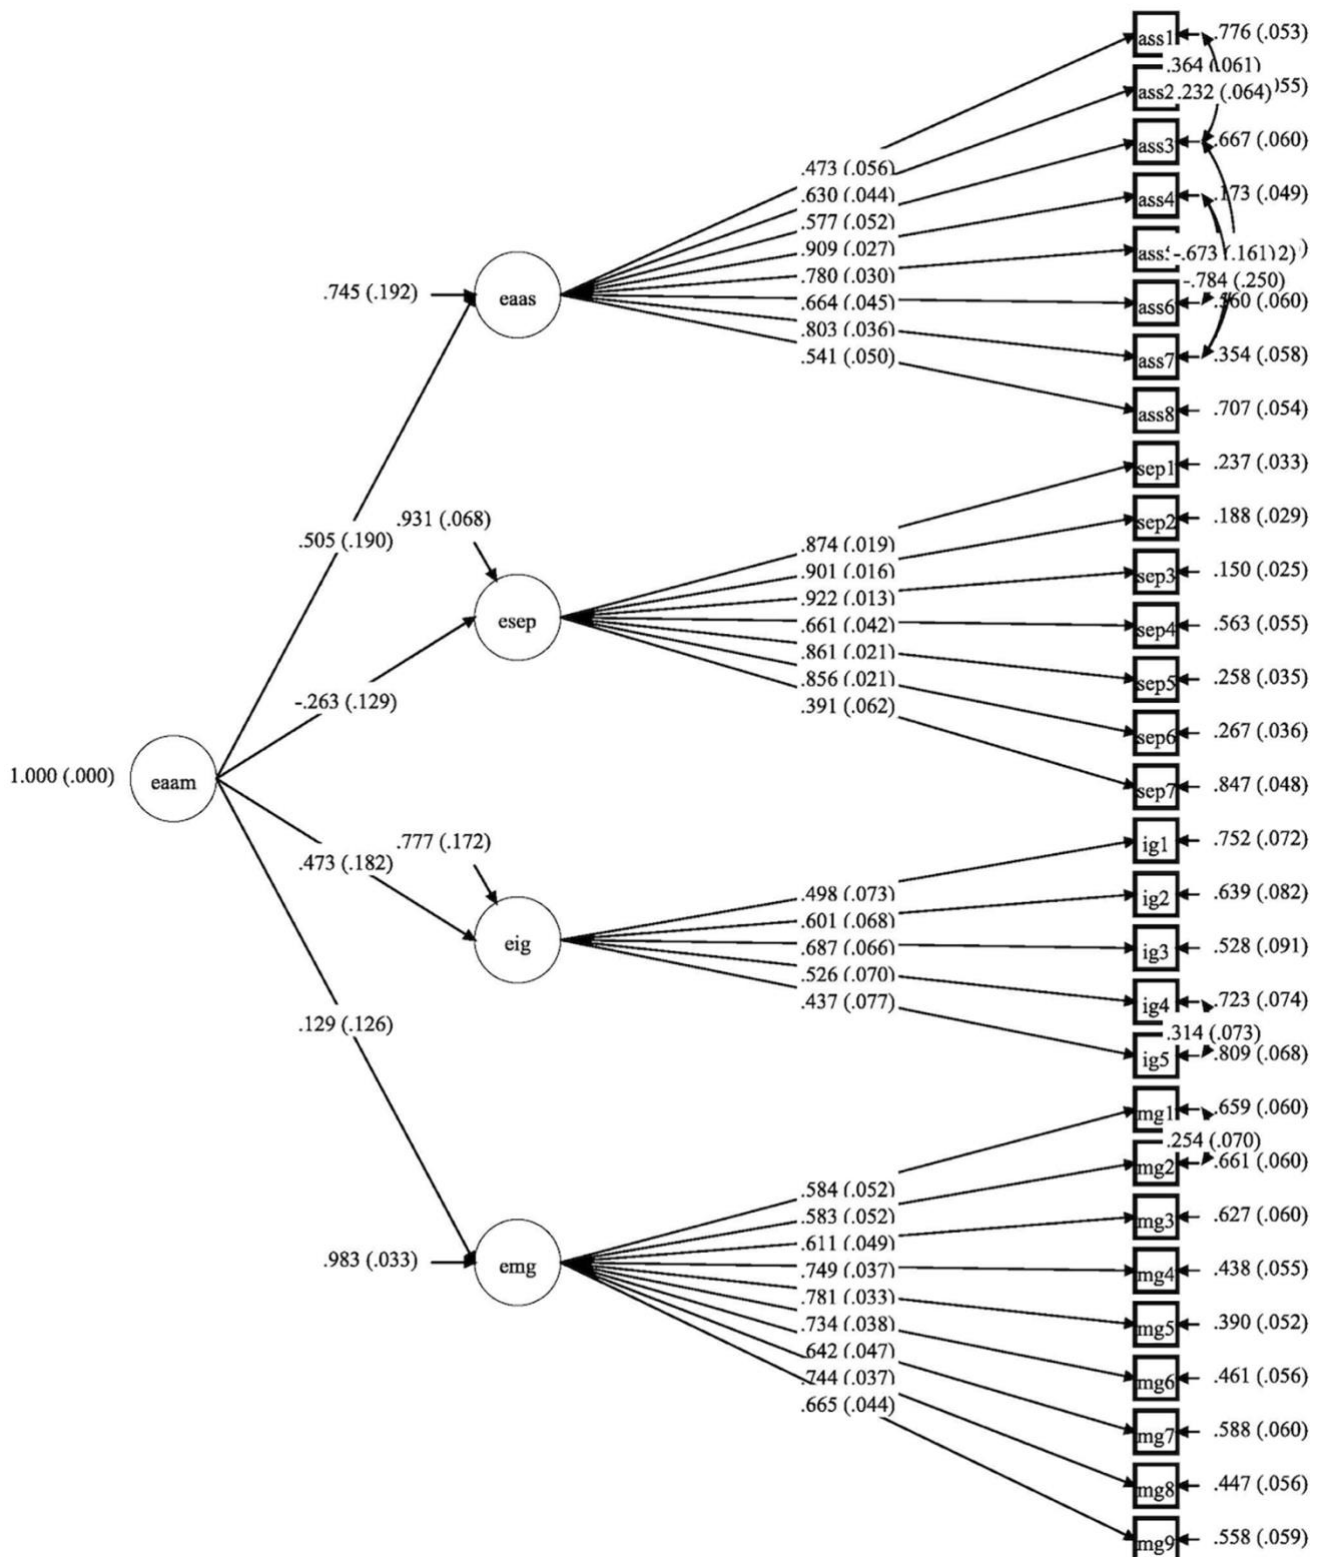 ass1
.776 (.053)
.364 (.061)
ass2
.232 (.064)
ass3
.667 (.060)
.473 (.056)
.630 (.044)
ass4
.173 (.049)
.577 (.052)
.909 (.027)
-.673 (.161)
.780 (.030)
-.784 (.250)
.745 (.192)
eaas
.664 (.045)
ass6
.803 (.036)
ass7
.354 (.058)
.541 (.050)
ass8
.707 (.054)
sep1
.237 (.033)
.931 (.068)
sep2
.188 (.029)
.505 (.190)
.874 (.019)
.901 (.016)
sep3
.150 (.025)
.922 (.013)
esep
.661 (.042)
sep4
.563 (.055)
.861 (.021)
.856 (.021)
sep5
.258 (.035)
-.263 (.129)
.391 (.062)
sep6
.267 (.036)
1.000 (.000)
eaam
sep7
.847 (.048)
.777 (.172)
ig1
.752 (.072)
.473 (.182)
.498 (.073)
ig2
.639 (.082)
.601 (.068)
eig
.687 (.066)
ig3
.528 (.091)
.526 (.070)
.437 (.077)
ig4
.723 (.074)
.129 (.126)
.314 (.073)
ig5
.809 (.068)
mg1
.659 (.060)
.254 (.070)
mg2
.661 (.060)
.584 (.052)
.583 (.052)
mg3
.627 (.060)
.611 (.049)
.983 (.033)
emg
.749 (.037)
mg4
.438 (.055)
.781 (.033)
.734 (.038)
mg5
.390 (.052)
.642 (.047)
.744 (.037)
mg6
.461 (.056)
.665 (.044)
mg7
.588 (.060)
mg8
.447 (.056)
mg9
.558 (.059)